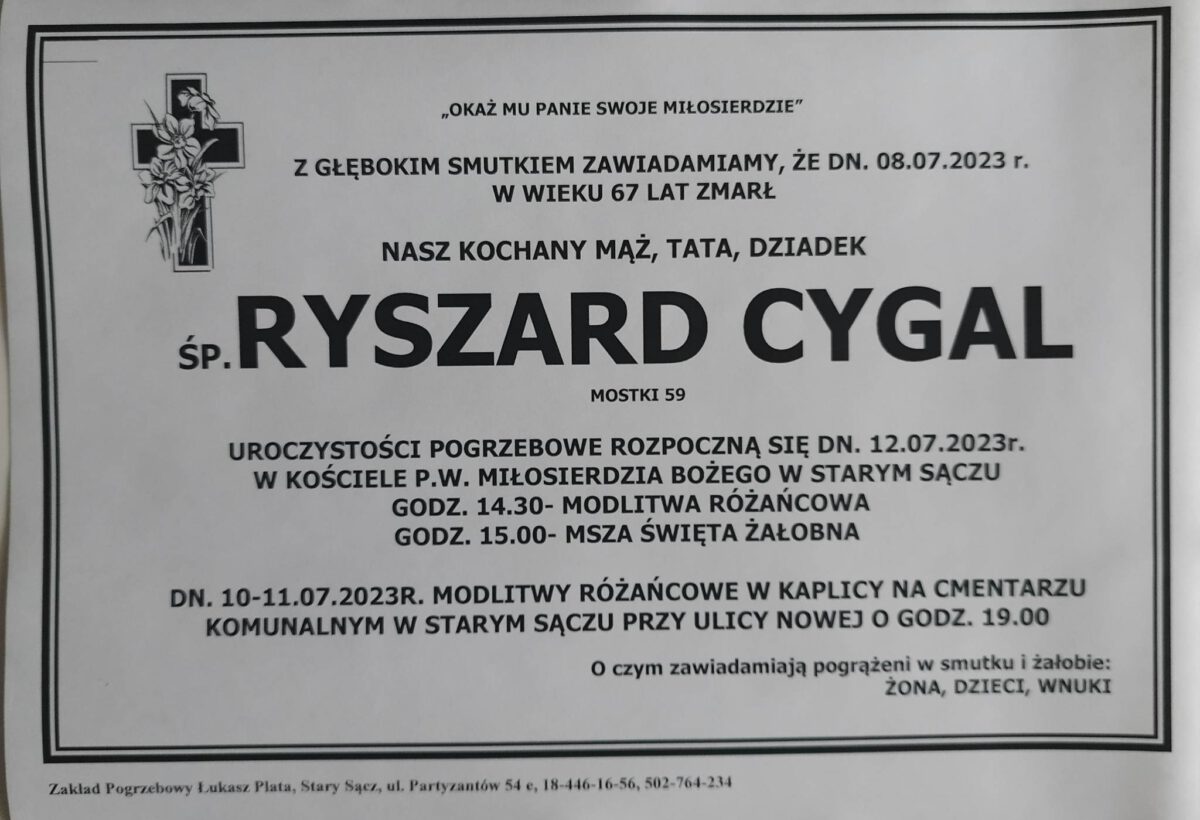 „OKAŻ MU PANIE SWOJE MIŁOSIERDZIE”
Z GŁĘBOKIM SMUTKIEM ZAWIADAMIAMY, ŻE DN. 08.07.2023 r.
W WIEKU 67 LAT ZMARŁ
NASZ KOCHANY MĄŻ, TATA, DZIADEK
ŚP. RYSZARD CYGAL
MOSTKI 59
UROCZYSTOŚCI POGRZEBOWE ROZPOCZNĄ SIĘ DN. 12.07.2023r.
W KOŚCIELE P.W. MIŁOSIERDZIA BOŻEGO W STARYM SĄCZU
GODZ. 14.30- MODLITWA RÓŻAŃCOWA
GODZ. 15.00- MSZA ŚWIĘTA ŻAŁOBNA
DN. 10-11.07.2023R. MODLITWY RÓŻAŃCOWE W KAPLICY NA CMENTARZU
KOMUNALNYM W STARYM SĄCZU PRZY ULICY NOWEJ O GODZ. 19.00
O czym zawiadamiają pogrążeni w smutku i żałobie:
ŻONA, DZIECI, WNUKI
Zakład Pogrzebowy Łukasz Plata, Stary Sącz, ul. Partyzantów 54 e, 18-446-16-56, 502-764-234